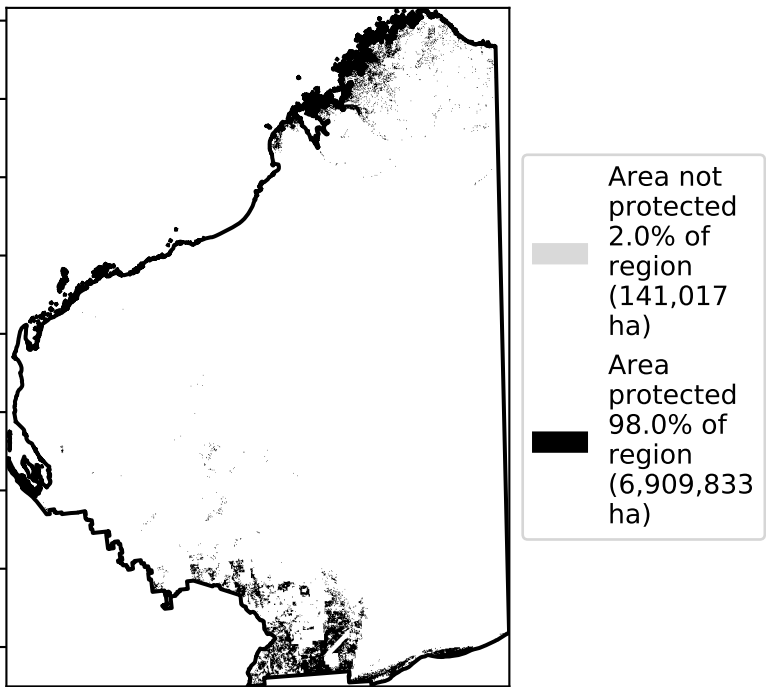 Area not
protected
2.0% of
region
(141,017
ha)
Area
protected
98.0% of
region
(6,909,833
ha)